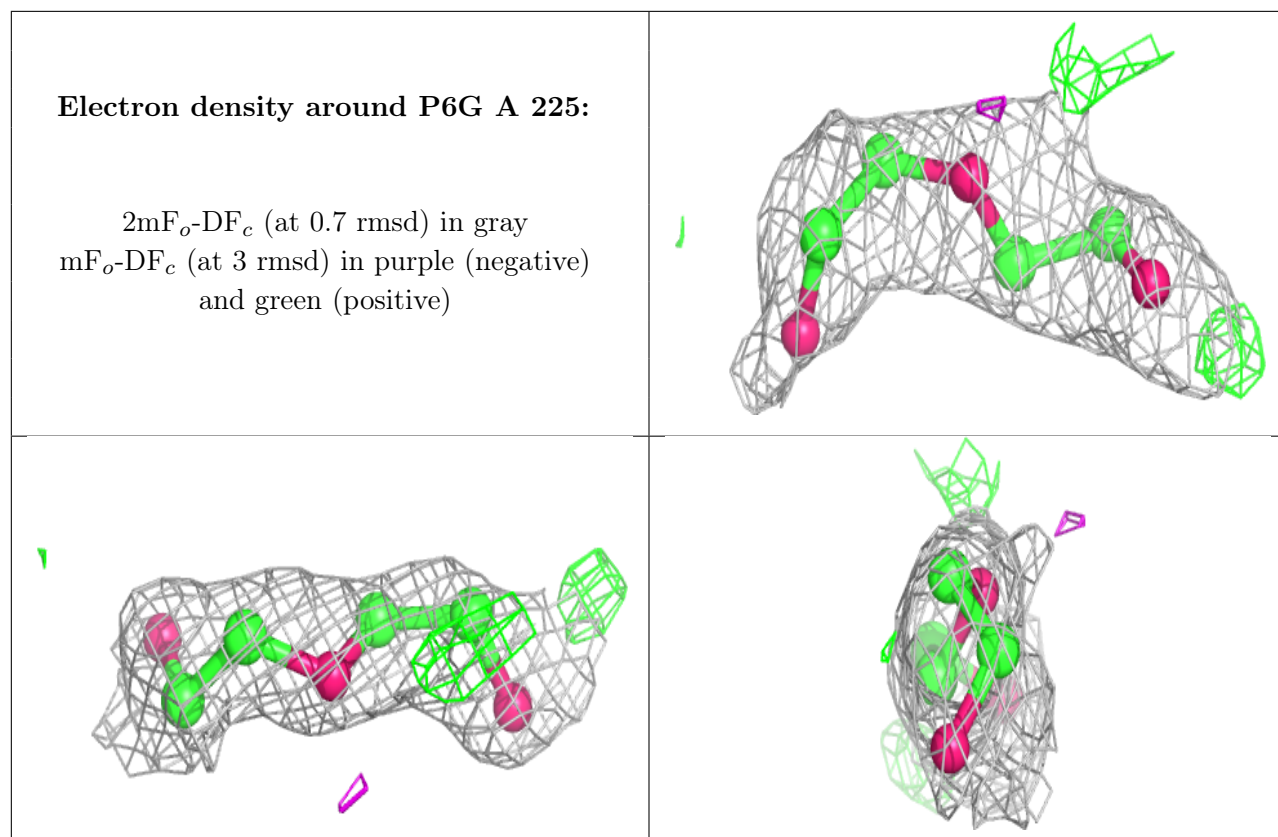 Electron density around P6G A 225:
2mFₒ-DF𝒸 (at 0.7 rmsd) in gray
mFₒ-DF𝒸 (at 3 rmsd) in purple (negative)
and green (positive)